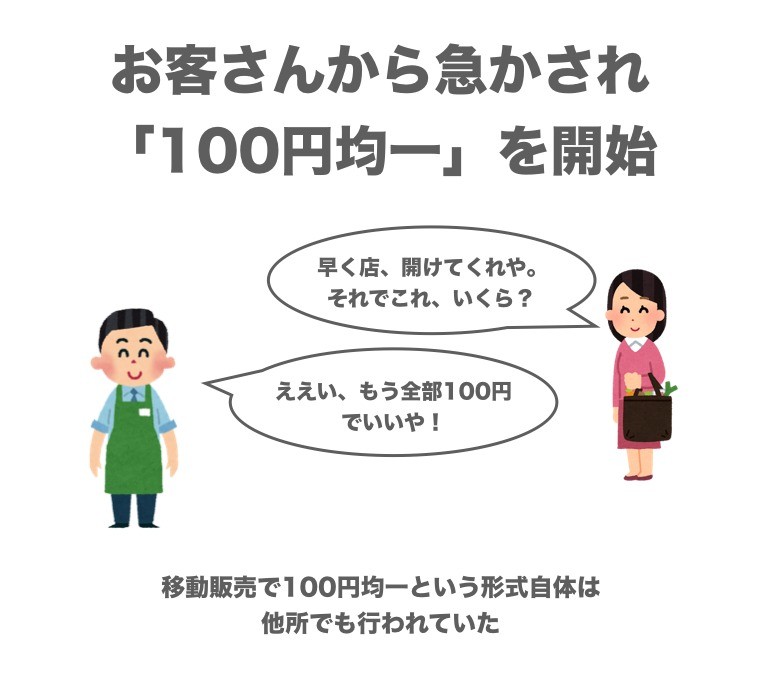 お客さんから急かされ
「100円均一」を開始
早く店、開けてくれや。
それでこれ、いくら？
ええい、もう全部100円
でいいや！
移動販売で100円均一という形式自体は
他所でも行われていた